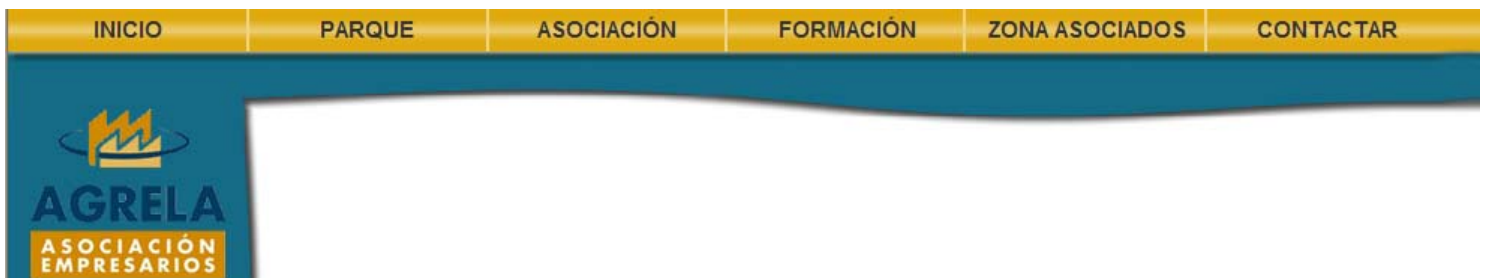 INICIO PARQUE ASOCIACIÓN FORMACIÓN ZONA ASOCIADOS CONTACTAR
AGRELA
ASOCIACIÓN
EMPRESARIOS